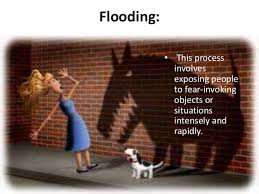 Flooding:
• This process
involves
exposing people
to fear-invoking
objects or
situations
intensely and
rapidly.